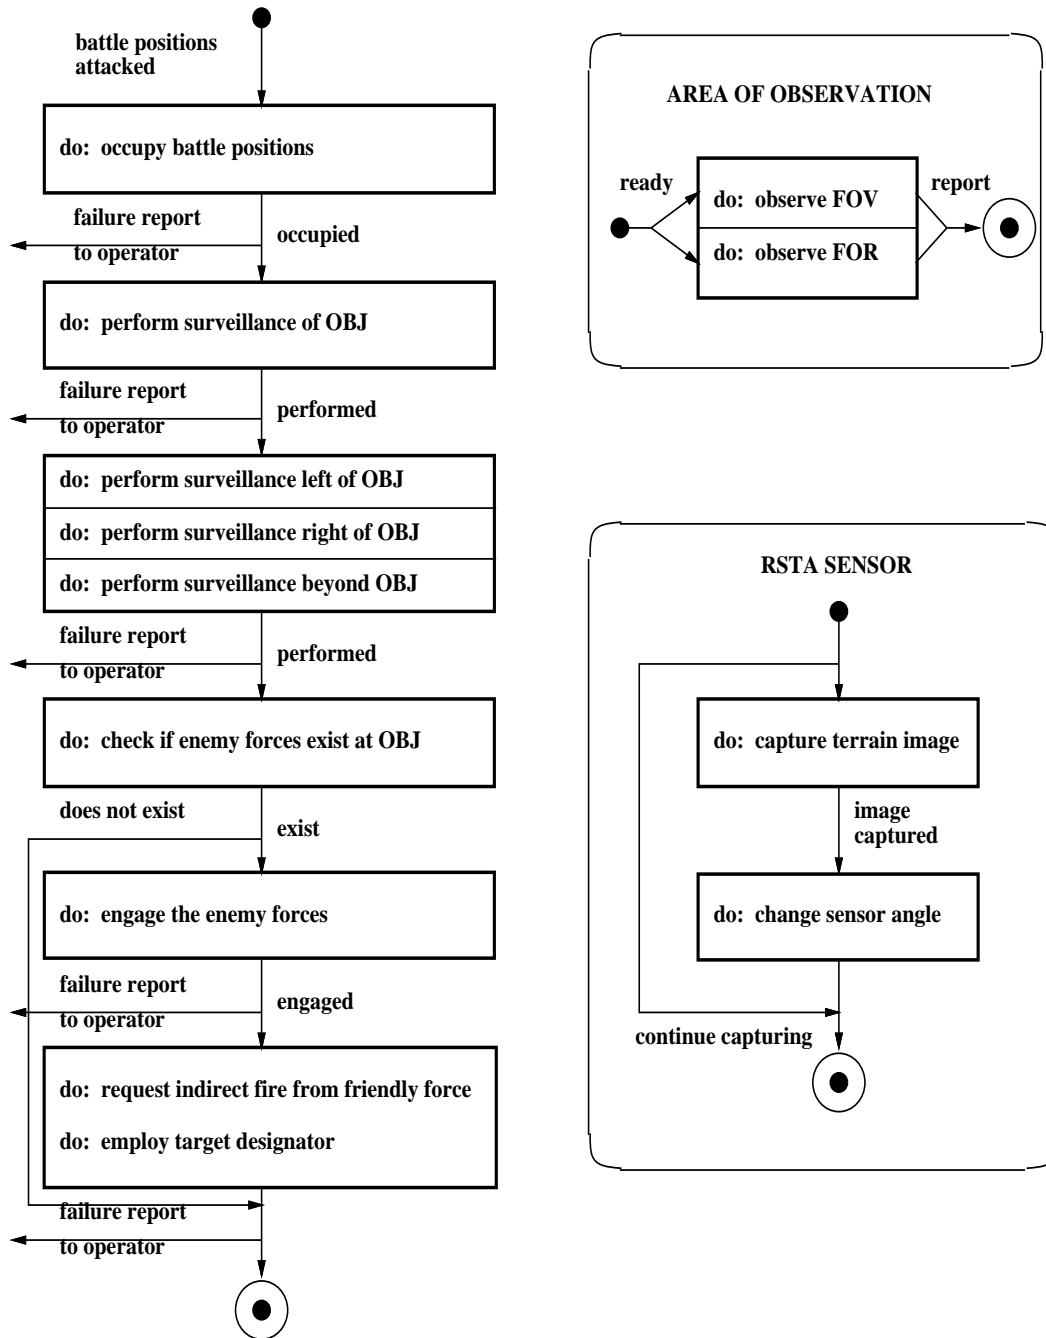 battle positions
attacked
do: occupy battle positions
failure report
to operator
occupied
do: perform surveillance of OBJ
failure report
to operator
performed
do: perform surveillance left of OBJ
do: perform surveillance right of OBJ
do: perform surveillance beyond OBJ
failure report
to operator
performed
do: check if enemy forces exist at OBJ
does not exist
exist
do: engage the enemy forces
failure report
to operator
engaged
do: request indirect fire from friendly force
do: employ target designator
failure report
to operator
AREA OF OBSERVATION
ready
do: observe FOV
do: observe FOR
report
RSTA SENSOR
do: capture terrain image
image
captured
do: change sensor angle
continue capturing